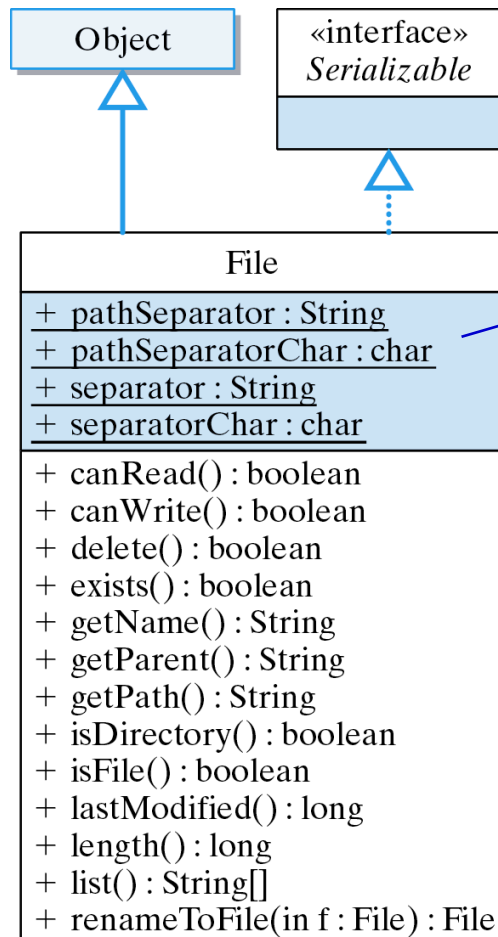 Object
«interface»
Serializable
File
+ pathSeparator : String
+ pathSeparatorChar : char
+ separator : String
+ separatorChar : char
+ canRead() : boolean
+ canWrite() : boolean
+ delete() : boolean
+ exists() : boolean
+ getName() : String
+ getParent() : String
+ getPath() : String
+ isDirectory() : boolean
+ isFile() : boolean
+ lastModified() : long
+ length() : long
+ list() : String[]
+ renameToFile(in f : File) : File